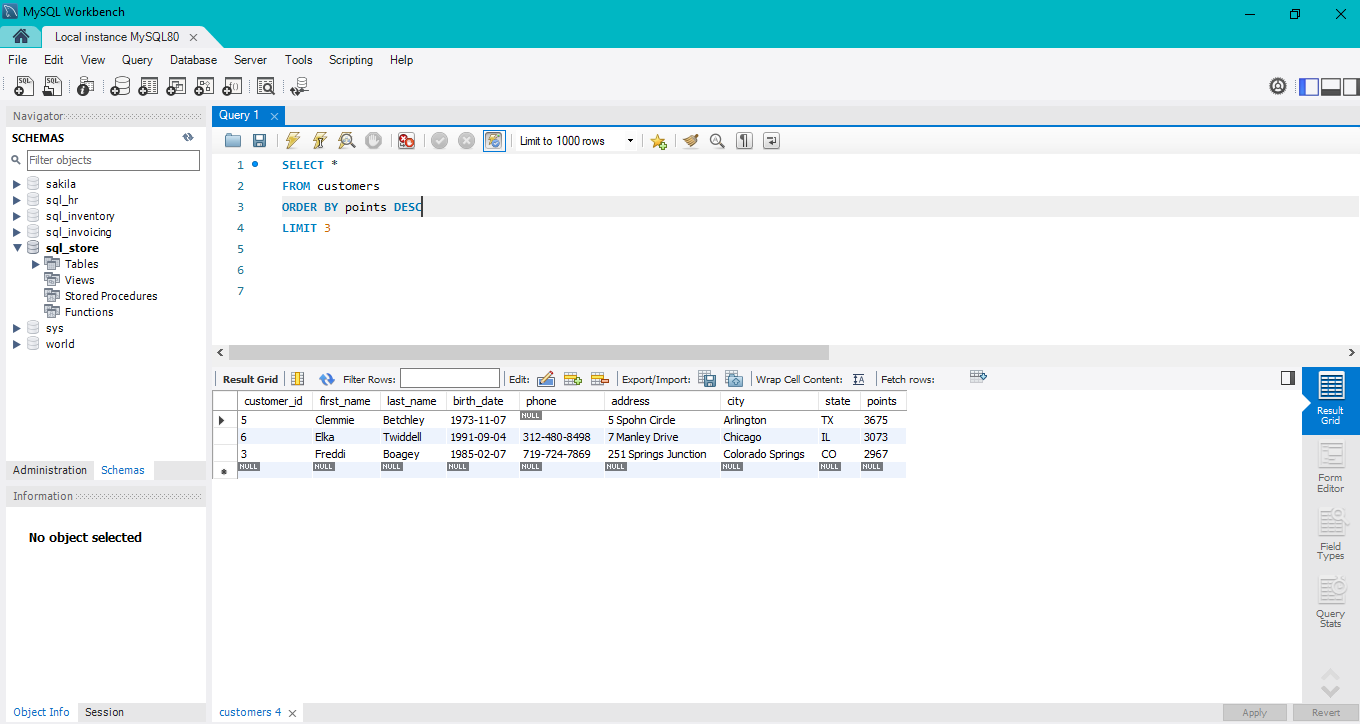 MySQL Workbench
Local instance MySQL80
File Edit View Query Database Server Tools Scripting Help
Navigator
SCHEMAS
Filter objects
sakila
sql_hr
sql_inventory
sql_invoicing
sql_store
Tables
Views
Stored Procedures
Functions
sys
world
Administration Schemas
Information
No object selected
Object Info Session
Query 1
Limit to 1000 rows
1 SELECT *
2 FROM customers
3 ORDER BY points DESC
4 LIMIT 3
5
6
7
Result Grid Filter Rows: Edit: Export/Import: Wrap Cell Content: Fetch rows:
customer_id first_name last_name birth_date phone address city state points
5 Clemmie Betchley 1973-11-07 NULL 5 Spohn Circle Arlington TX 3675
6 Elka Twiddell 1991-09-04 312-480-8498 7 Manley Drive Chicago IL 3073
3 Freddi Boagey 1985-02-07 719-724-7869 251 Springs Junction Colorado Springs CO 2967
NULL NULL NULL NULL NULL NULL NULL NULL NULL
Result
Grid
Form
Editor
Field
Types
Query
Stats
customers 4
Apply Revert